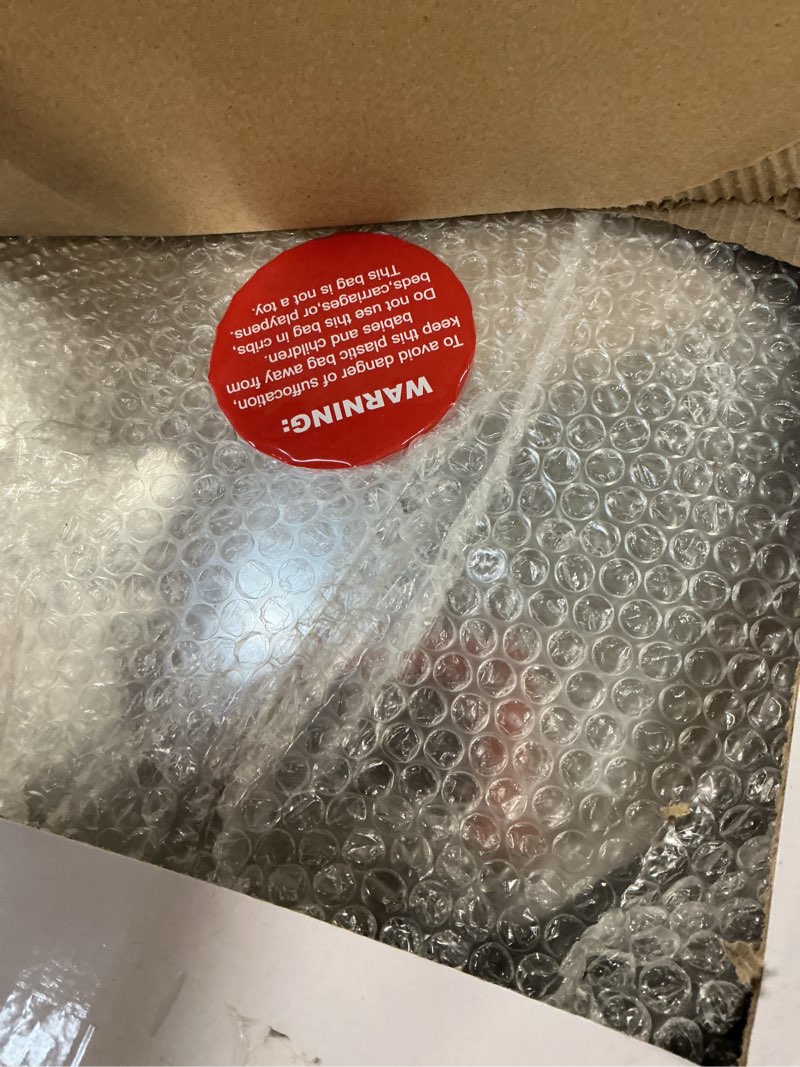 WARNING:
To avoid danger of suffocation,
keep this plastic bag away from
babies and children.
Do not use this bag in cribs,
beds,carriages,or playpens.
This bag is not a toy.